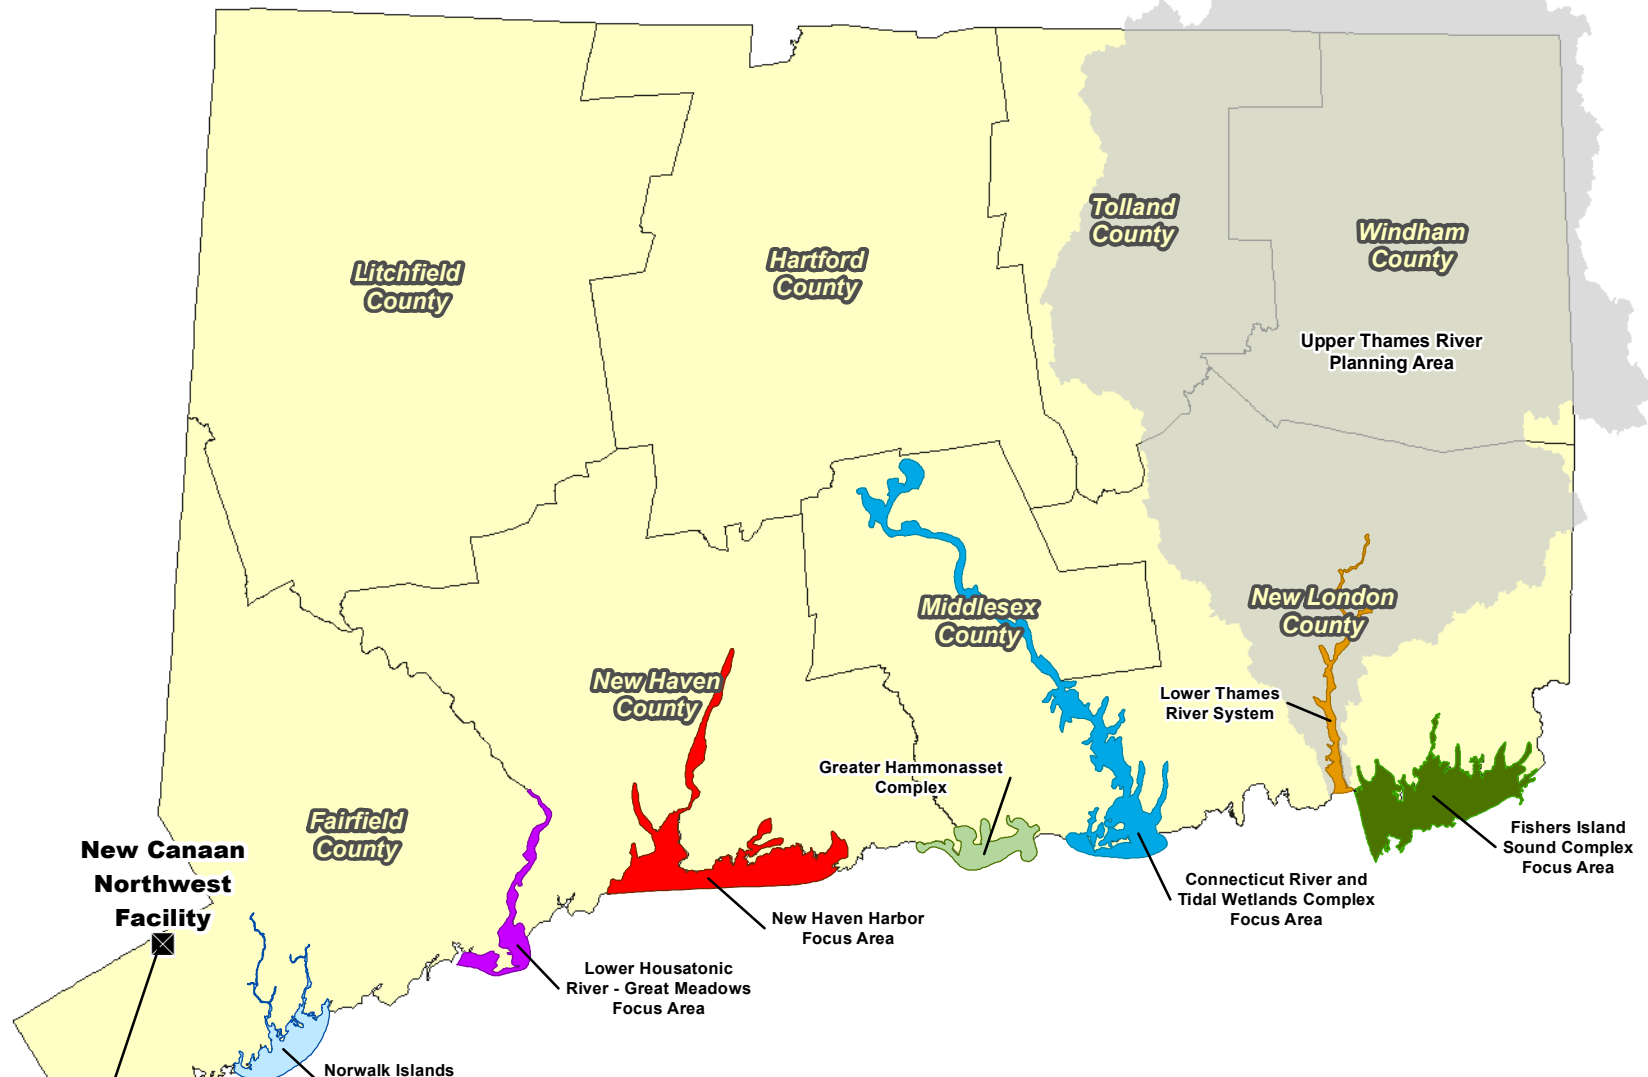 Tolland
County
Windham
County
Litchfield
County
Hartford
County
Upper Thames River
Planning Area
Middlesex
County
New London
County
New Haven
County
Lower Thames
River System
Greater Hammonasset
Complex
Fairfield
County
New Canaan
Northwest
Facility
Fishers Island
Sound Complex
Focus Area
Connecticut River and
Tidal Wetlands Complex
Focus Area
New Haven Harbor
Focus Area
Lower Housatonic
River - Great Meadows
Focus Area
Norwalk Islands